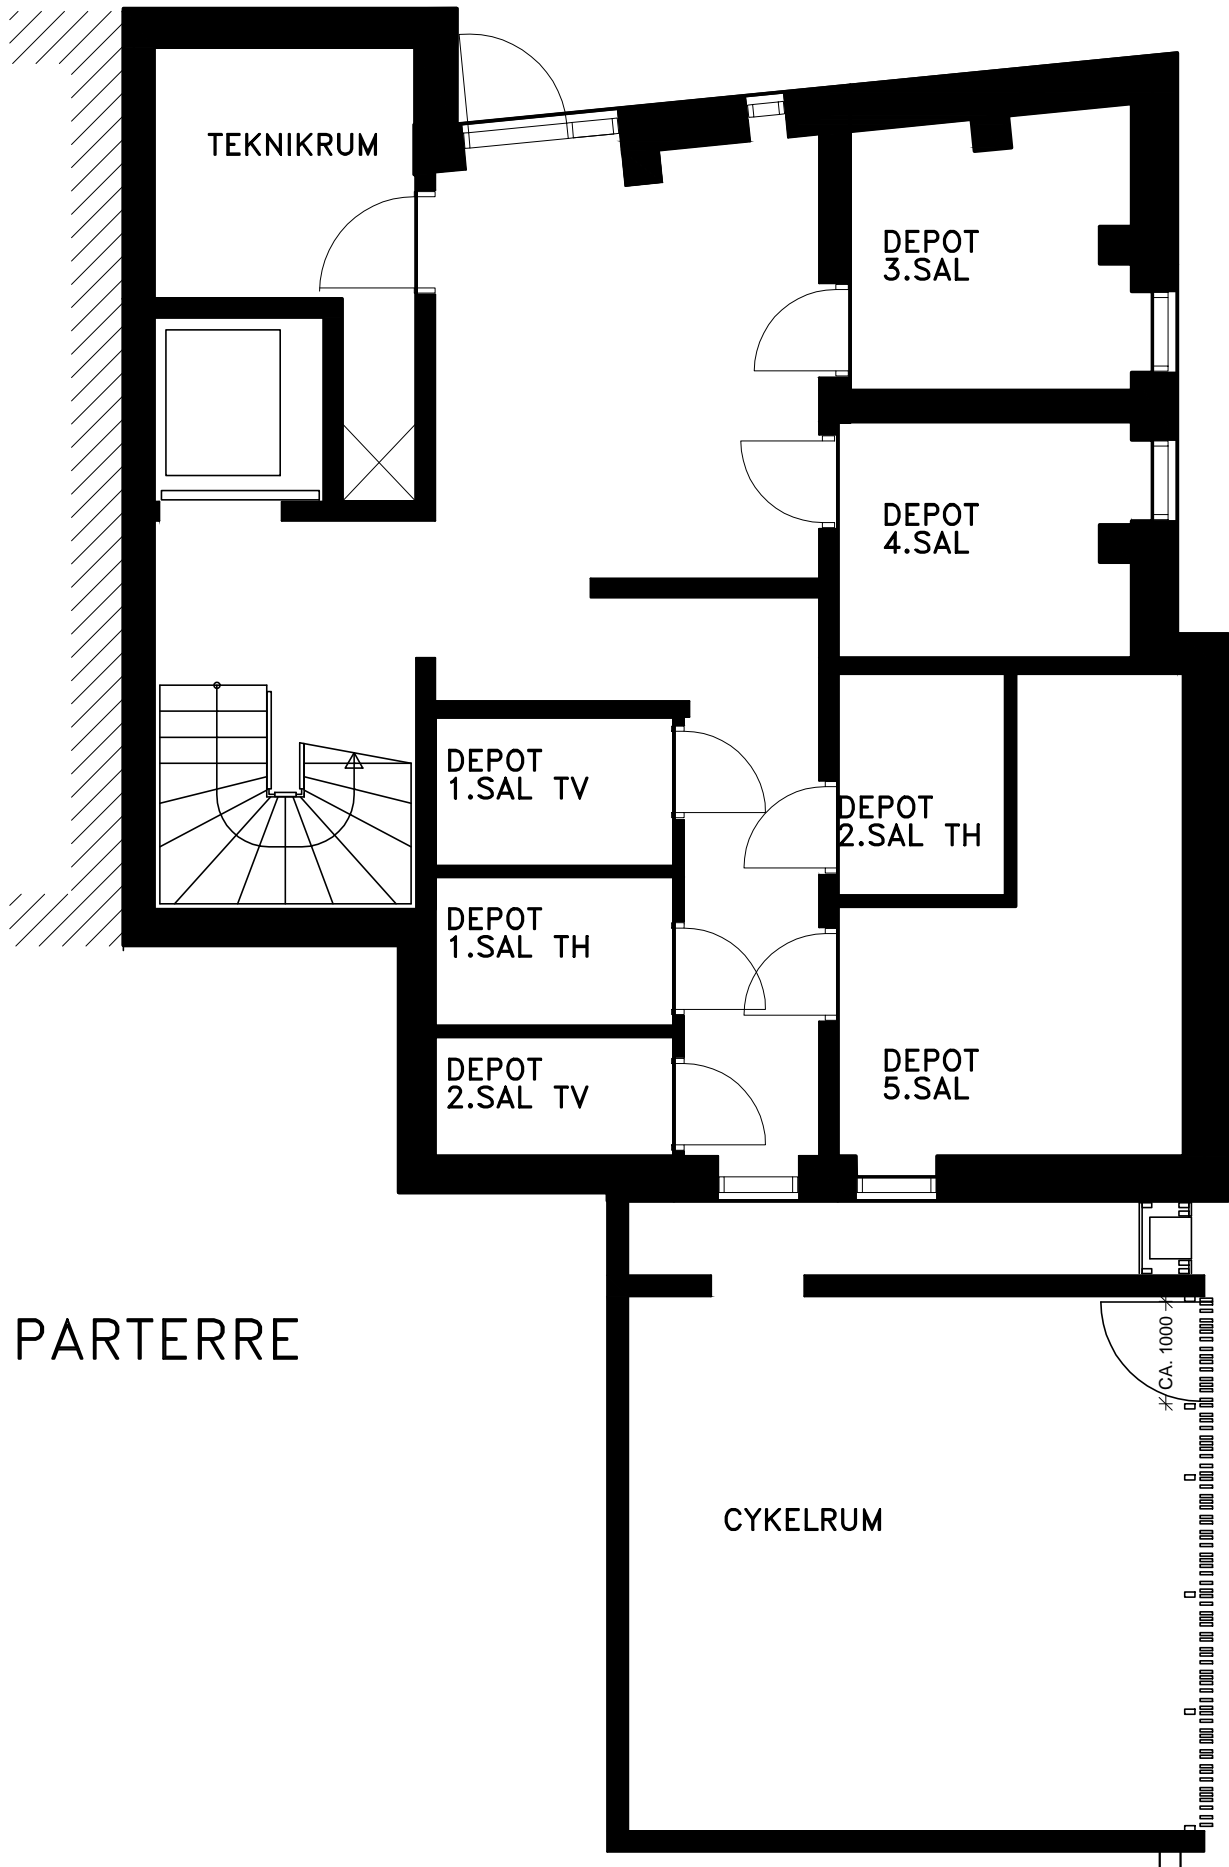 TEKNIKRUM
DEPOT
3.SAL
DEPOT
4.SAL
DEPOT
1.SAL TV
DEPOT
2.SAL TH
DEPOT
1.SAL TH
DEPOT
2.SAL TV
DEPOT
5.SAL
PARTERRE
CA. 1000
CYKELRUM